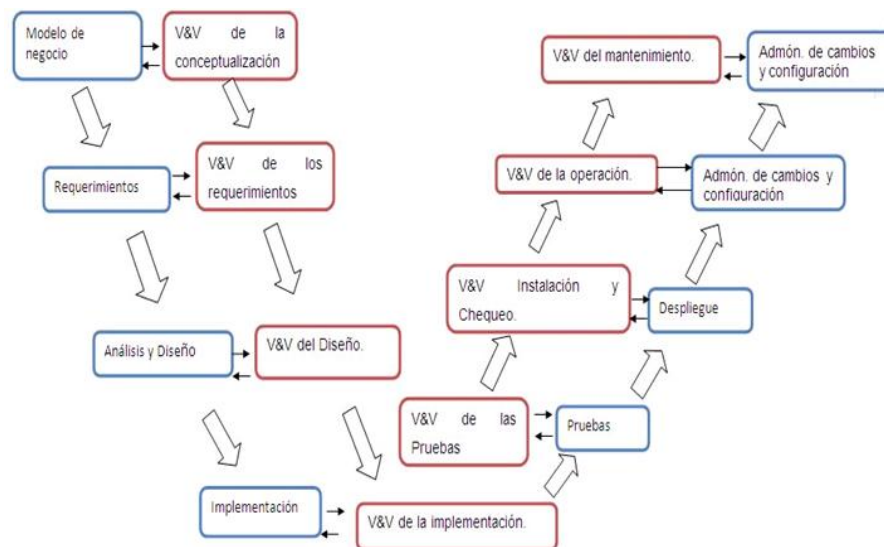 Modelo de
negocio
V&V de la
conceptualización
V&V del mantenimiento.
Admón. de cambios
y configuración
Requerimientos
V&V de los
requerimientos
V&V de la operación.
Admón. de cambios y
configuración
V&V Instalación y
Chequeo.
Despliegue
Análisis y Diseño
V&V del Diseño.
V&V de las
Pruebas
Pruebas
Implementación
V&V de la implementación.